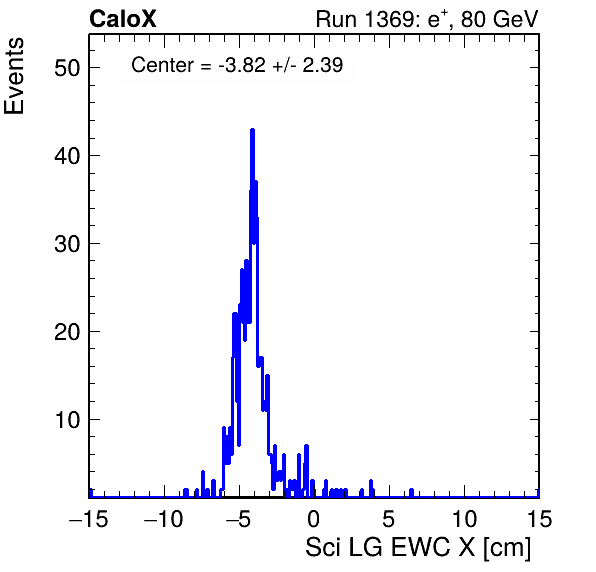 CaloX Run 1369: e+, 80 GeV
Center = -3.82 +/- 2.39
Events
50
40
30
20
10
−15 −10 −5 0 5 10 15
Sci LG EWC X [cm]